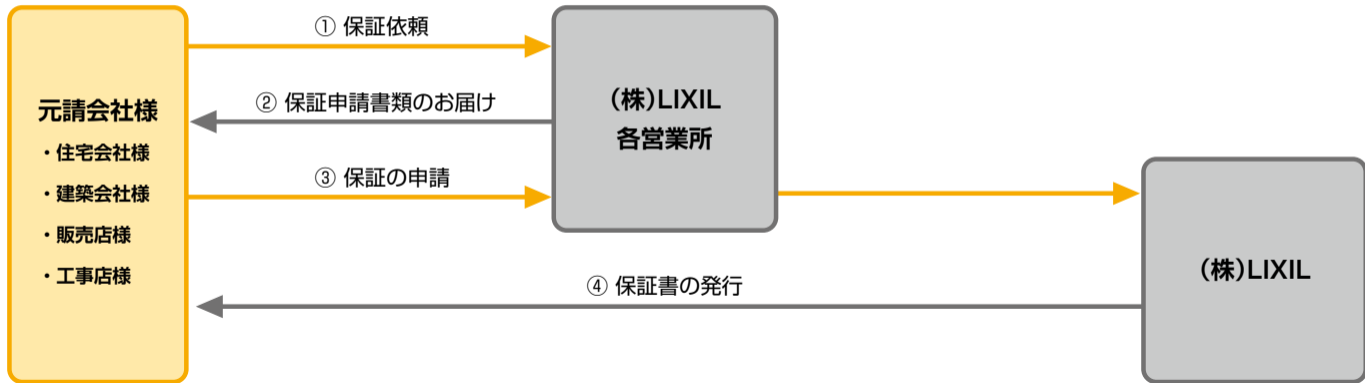 ① 保証依頼
② 保証申請書類のお届け
③ 保証の申請
④ 保証書の発行
元請会社様
・住宅会社様
・建築会社様
・販売店様
・工事店様
(株)LIXIL
各営業所
(株)LIXIL